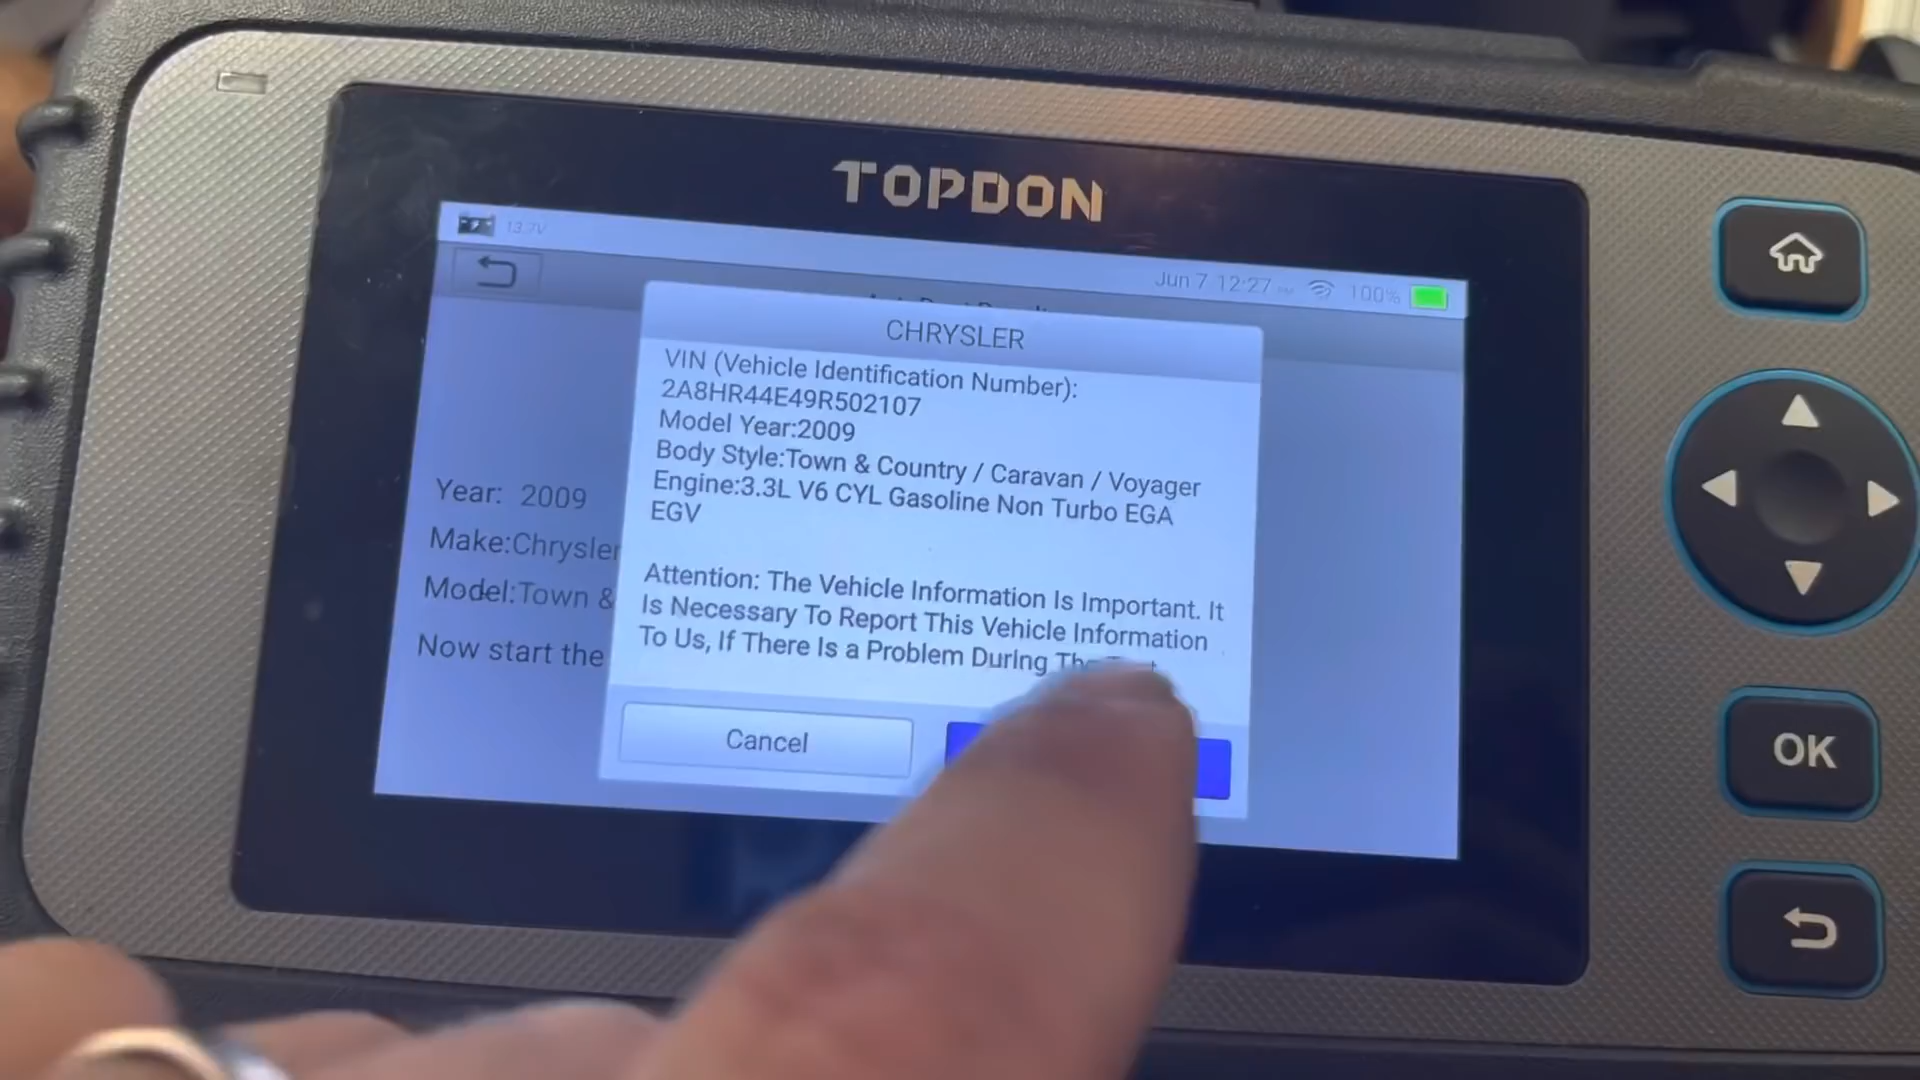 TOPDON
13.7V
Jun 7 12:27
100%
CHRYSLER
VIN (Vehicle Identification Number):
2A8HR44E49R502107
Model Year:2009
Body Style:Town & Country / Caravan / Voyager
Engine:3.3L V6 CYL Gasoline Non Turbo EGA
EGV
Attention: The Vehicle Information Is Important. It
Is Necessary To Report This Vehicle Information
To Us, If There Is a Problem During
Cancel
Year: 2009
Make:Chrysler
Model:Town &
Now start the
OK